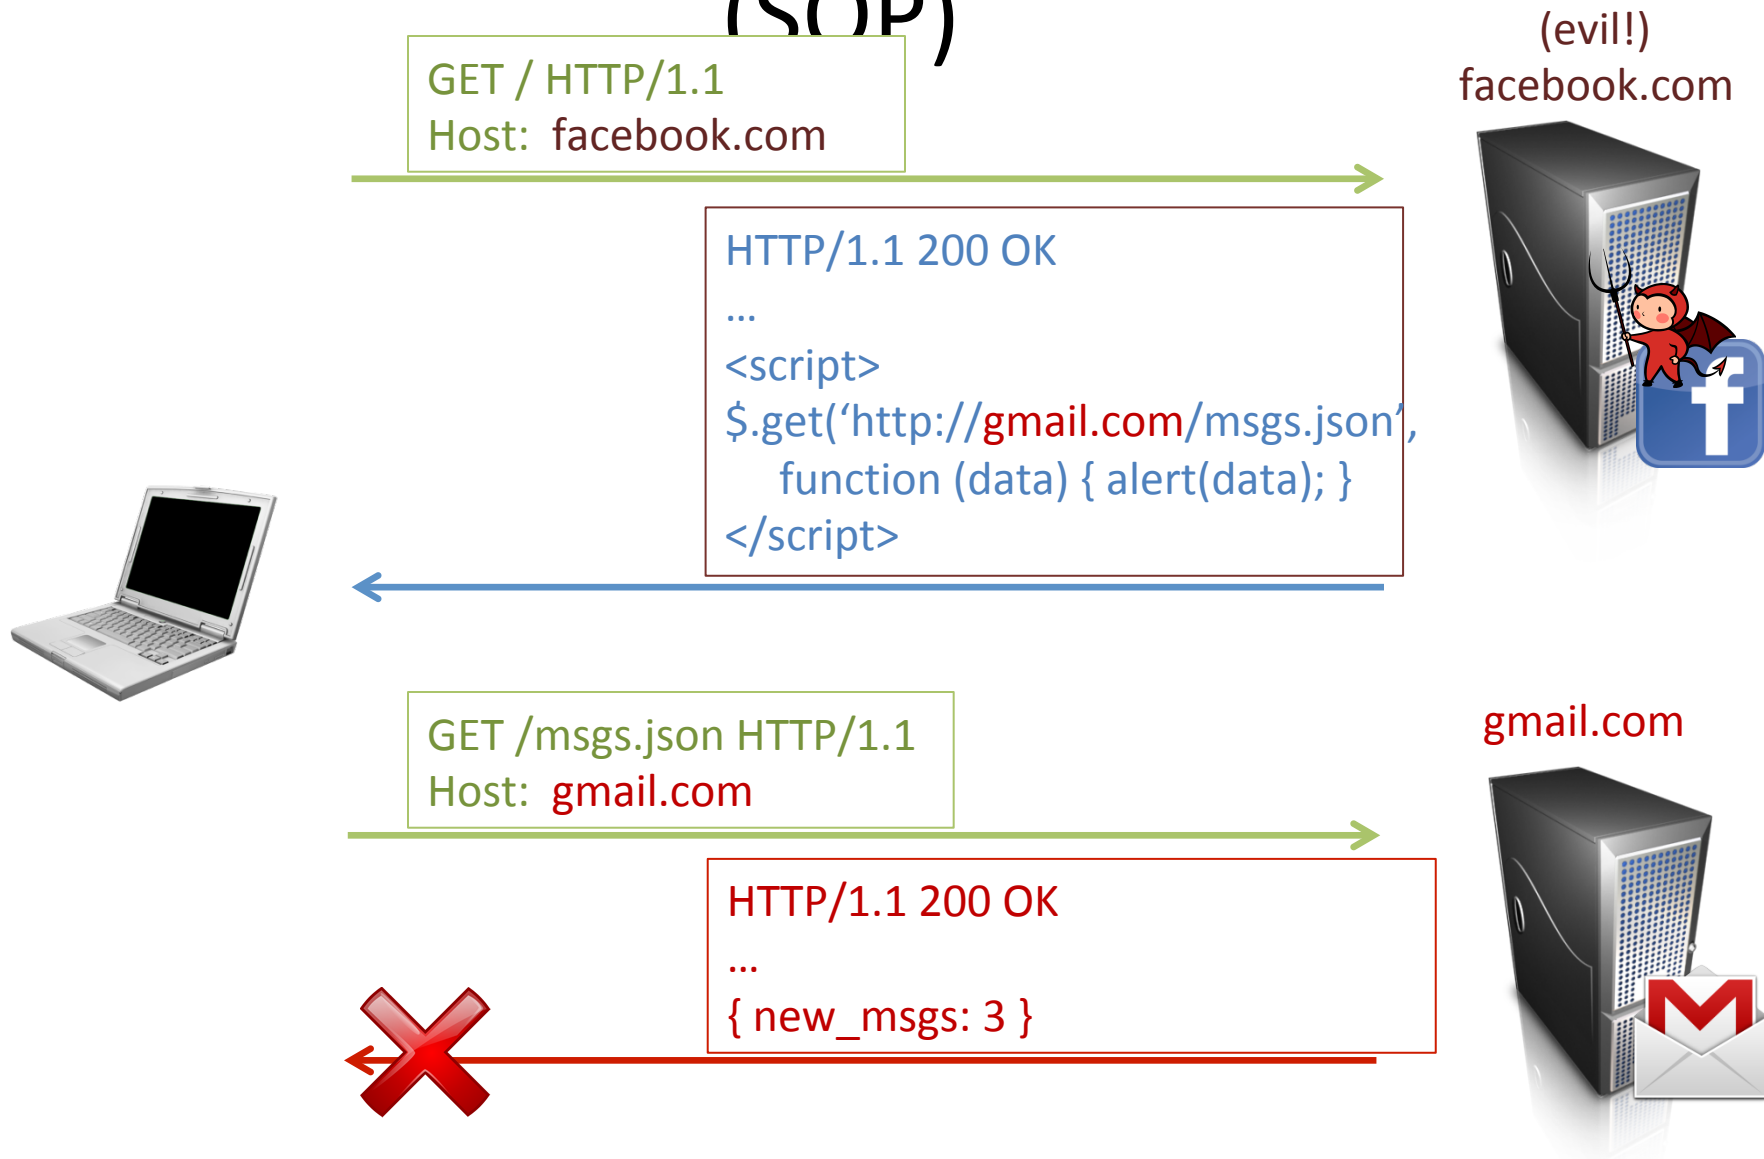 (SOP)
GET / HTTP/1.1
Host: facebook.com
(evil!)
facebook.com
HTTP/1.1 200 OK
...
<script>
$.get(‘http://gmail.com/msgs.json’,
function (data) { alert(data); }
</script>
f
GET /msgs.json HTTP/1.1
Host: gmail.com
gmail.com
HTTP/1.1 200 OK
...
{ new_msgs: 3 }